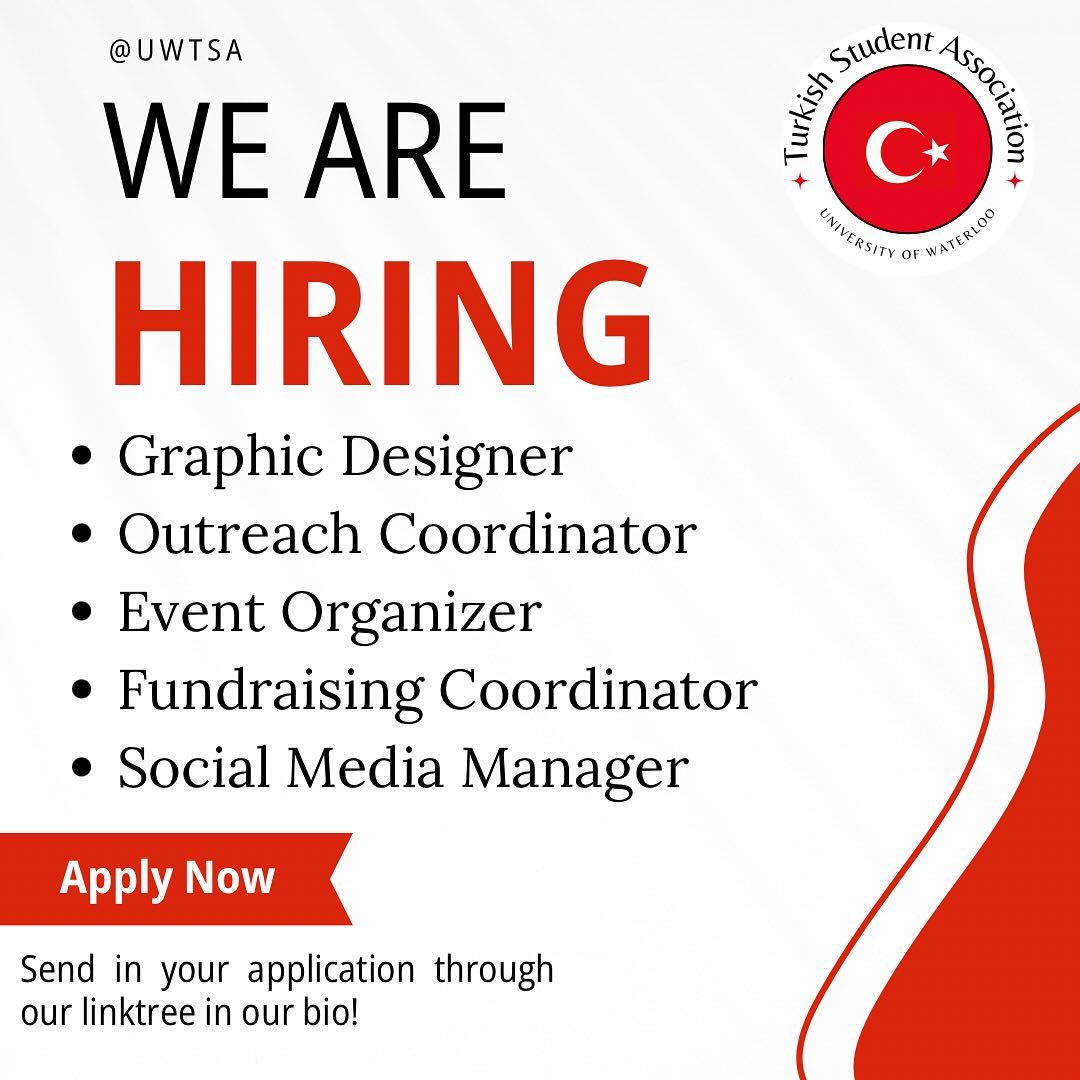 @UWTSA
Turkish Student Association
UNIVERSITY OF WATERLOO
WE ARE
HIRING
• Graphic Designer
• Outreach Coordinator
• Event Organizer
• Fundraising Coordinator
• Social Media Manager
Apply Now
Send in your application through
our linktree in our bio!